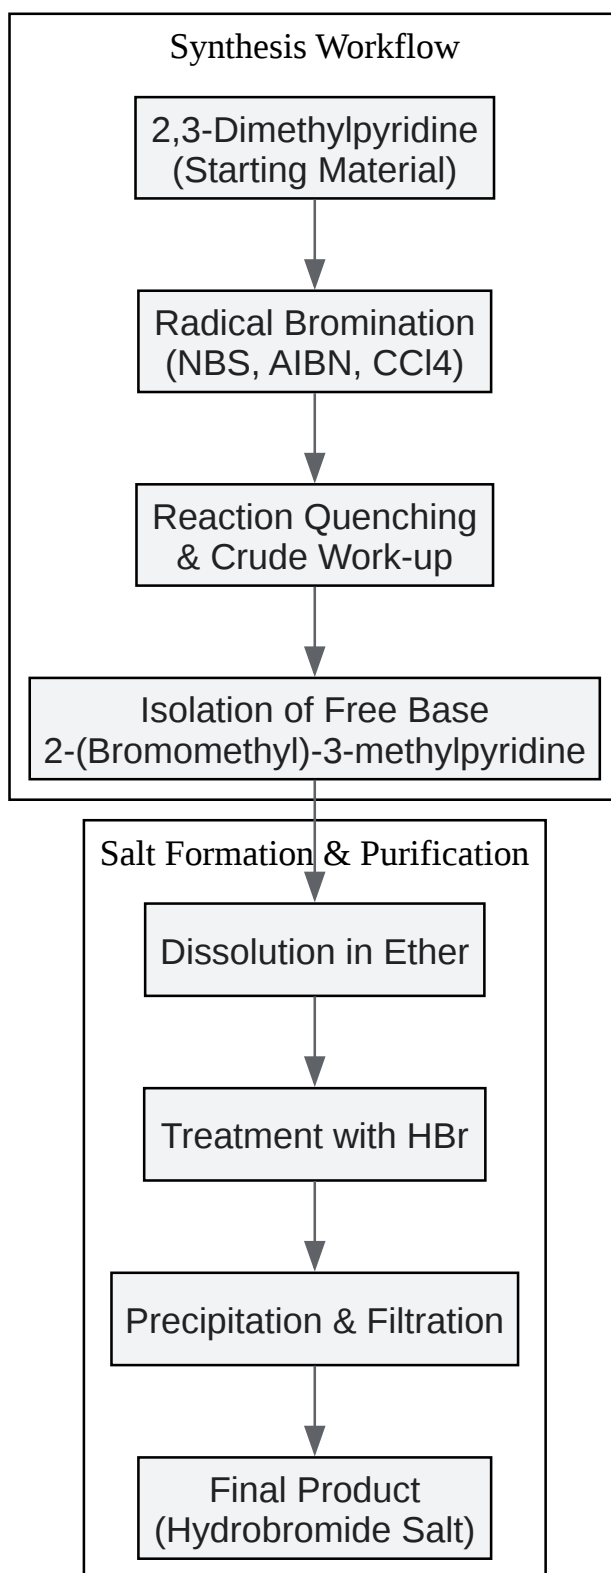 Synthesis Workflow
2,3-Dimethylpyridine
(Starting Material)
Radical Bromination
(NBS, AIBN, CCl4)
Reaction Quenching
& Crude Work-up
Isolation of Free Base
2-(Bromomethyl)-3-methylpyridine
Salt Formation & Purification
Dissolution in Ether
Treatment with HBr
Precipitation & Filtration
Final Product
(Hydrobromide Salt)